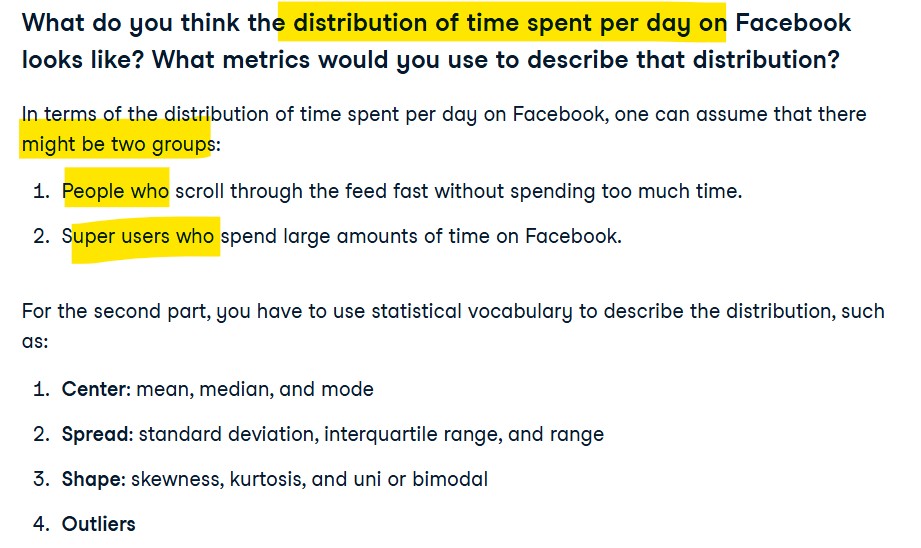 What do you think the distribution of time spent per day on Facebook
looks like? What metrics would you use to describe that distribution?
In terms of the distribution of time spent per day on Facebook, one can assume that there
might be two groups:
1. People who scroll through the feed fast without spending too much time.
2. Super users who spend large amounts of time on Facebook.
For the second part, you have to use statistical vocabulary to describe the distribution, such
as:
1. Center: mean, median, and mode
2. Spread: standard deviation, interquartile range, and range
3. Shape: skewness, kurtosis, and uni or bimodal
4. Outliers